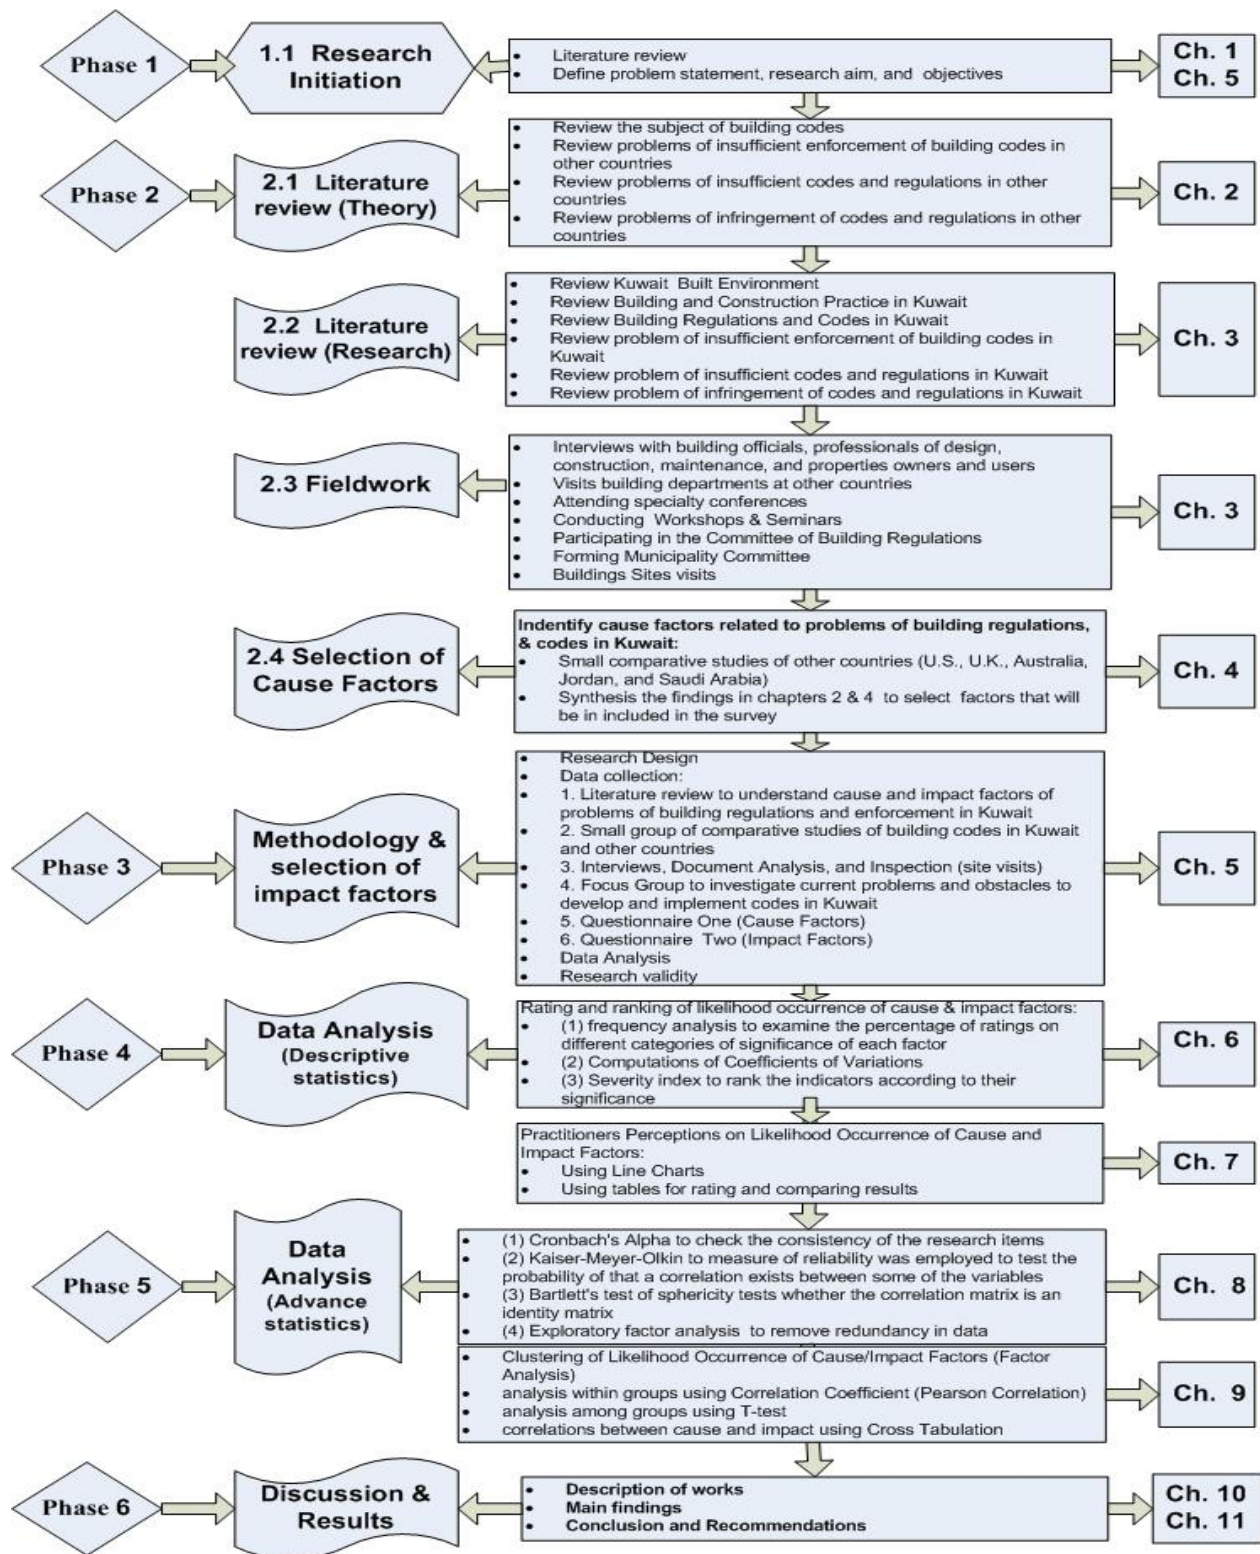 Phase 1
1.1 Research
Initiation
• Literature review
• Define problem statement, research aim, and objectives
Ch. 1
Ch. 5
Phase 2
2.1 Literature
review (Theory)
• Review the subject of building codes
• Review problems of insufficient enforcement of building codes in
other countries
• Review problems of insufficient codes and regulations in other
countries
• Review problems of infringement of codes and regulations in other
countries
Ch. 2
2.2 Literature
review (Research)
• Review Kuwait Built Environment
• Review Building and Construction Practice in Kuwait
• Review Building Regulations and Codes in Kuwait
• Review problem of insufficient enforcement of building codes in
Kuwait
• Review problem of insufficient codes and regulations in Kuwait
• Review problem of infringement of codes and regulations in Kuwait
Ch. 3
2.3 Fieldwork
• Interviews with building officials, professionals of design,
construction, maintenance, and properties owners and users
• Visits building departments at other countries
• Attending specialty conferences
• Conducting Workshops & Seminars
• Participating in the Committee of Building Regulations
• Forming Municipality Committee
• Buildings Sites visits
Ch. 3
2.4 Selection of
Cause Factors
Indentify cause factors related to problems of building regulations,
& codes in Kuwait:
• Small comparative studies of other countries (U.S., U.K., Australia,
Jordan, and Saudi Arabia)
• Synthesis the findings in chapters 2 & 4 to select factors that will
be in included in the survey
Ch. 4
Phase 3
Methodology &
selection of
impact factors
• Research Design
• Data collection:
• 1. Literature review to understand cause and impact factors of
problems of building regulations and enforcement in Kuwait
• 2. Small group of comparative studies of building codes in Kuwait
and other countries
• 3. Interviews, Document Analysis, and Inspection (site visits)
• 4. Focus Group to investigate current problems and obstacles to
develop and implement codes in Kuwait
• 5. Questionnaire One (Cause Factors)
• 6. Questionnaire Two (Impact Factors)
• Data Analysis
• Research validity
Ch. 5
Phase 4
Data Analysis
(Descriptive
statistics)
Rating and ranking of likelihood occurrence of cause & impact factors:
• (1) frequency analysis to examine the percentage of ratings on
different categories of significance of each factor
• (2) Computations of Coefficients of Variations
• (3) Severity index to rank the indicators according to their
significance
Ch. 6
Practitioners Perceptions on Likelihood Occurrence of Cause and
Impact Factors:
• Using Line Charts
• Using tables for rating and comparing results
Ch. 7
Phase 5
Data
Analysis
(Advance
statistics)
• (1) Cronbach's Alpha to check the consistency of the research items
• (2) Kaiser-Meyer-Olkin to measure of reliability was employed to test the
probability of that a correlation exists between some of the variables
• (3) Bartlett's test of sphericity tests whether the correlation matrix is an
identity matrix
• (4) Exploratory factor analysis to remove redundancy in data
Ch. 8
• Clustering of Likelihood Occurrence of Cause/Impact Factors (Factor
Analysis)
• analysis within groups using Correlation Coefficient (Pearson Correlation)
• analysis among groups using T-test
• correlations between cause and impact using Cross Tabulation
Ch. 9
Phase 6
Discussion &
Results
• Description of works
• Main findings
• Conclusion and Recommendations
Ch. 10
Ch. 11